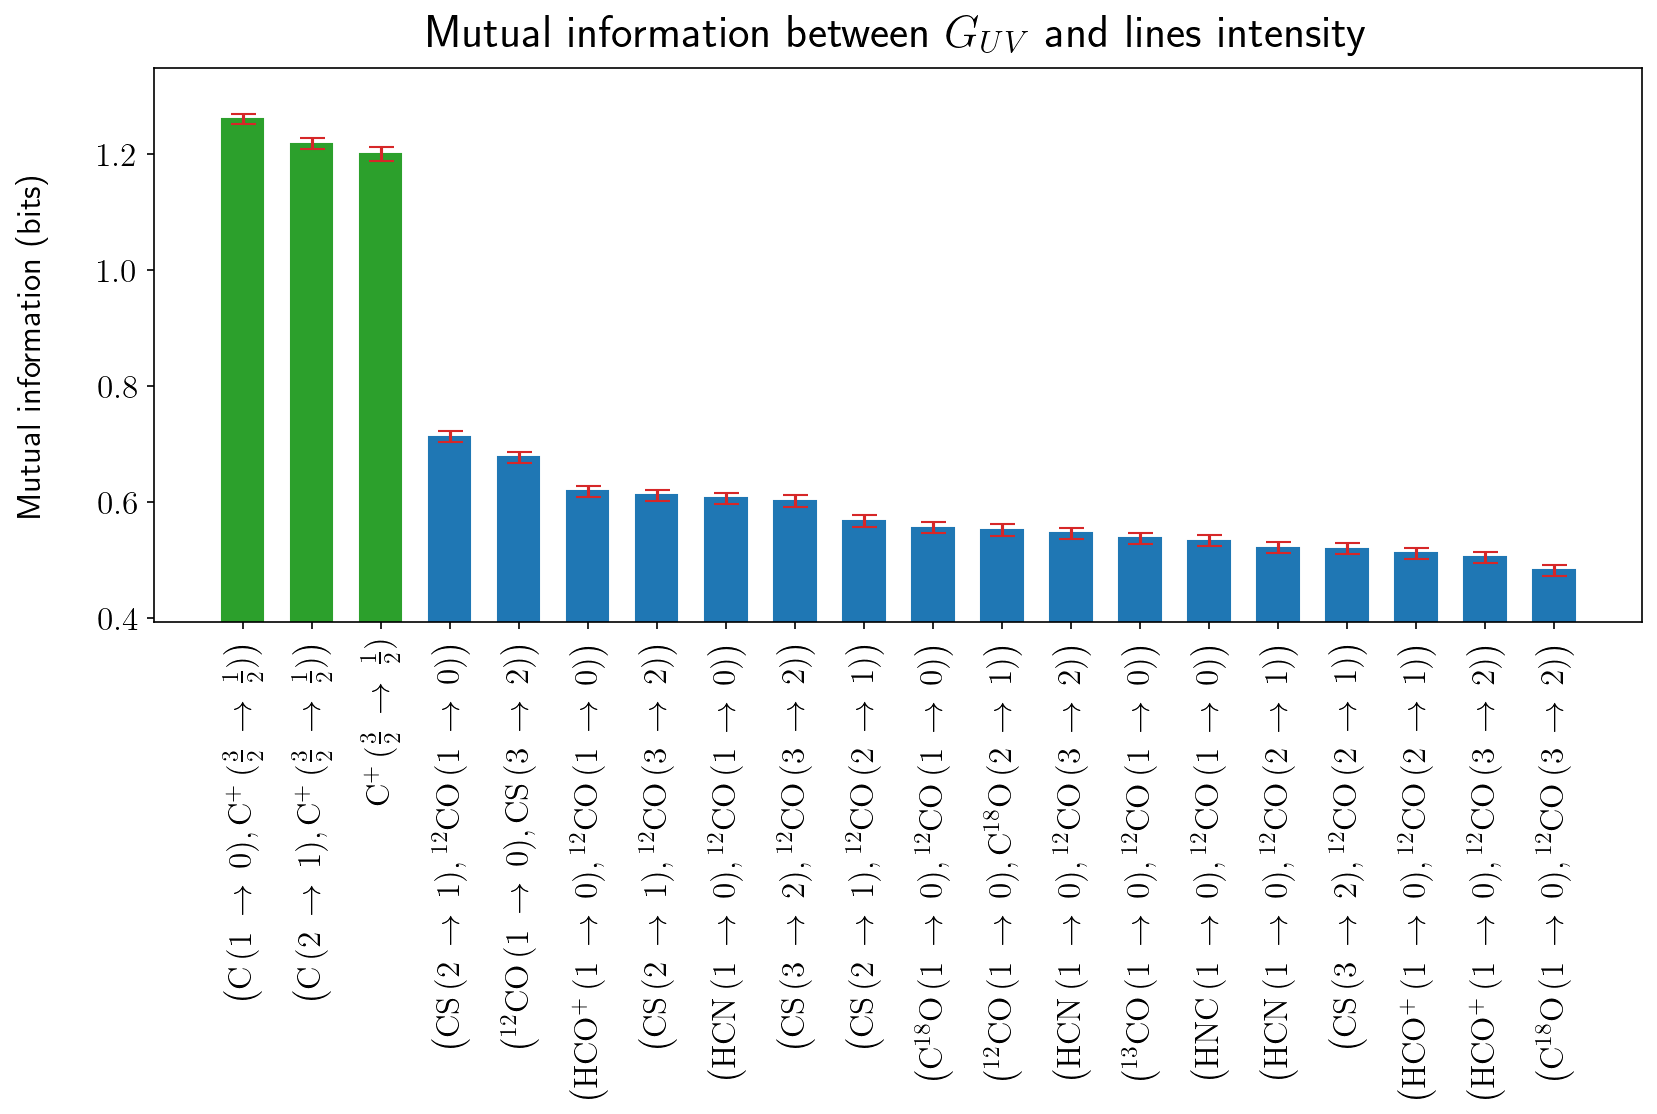 Mutual information between $G_{UV}$ and lines intensity
Mutual information (bits)
1.2
1.0
0.8
0.6
0.4
(C (1 → 0), C⁺ (3/2 → 1/2))
(C (2 → 1), C⁺ (3/2 → 1/2))
C⁺ (3/2 → 1/2)
(CS (2 → 1), ¹²CO (1 → 0))
(¹²CO (1 → 0), CS (3 → 2))
(HCO⁺ (1 → 0), ¹²CO (1 → 0))
(CS (2 → 1), ¹²CO (3 → 2))
(HCN (1 → 0), ¹²CO (1 → 0))
(CS (3 → 2), ¹²CO (3 → 2))
(CS (2 → 1), ¹²CO (2 → 1))
(C¹⁸O (1 → 0), ¹²CO (1 → 0))
(¹²CO (1 → 0), C¹⁸O (2 → 1))
(HCN (1 → 0), ¹²CO (3 → 2))
(¹³CO (1 → 0), ¹²CO (1 → 0))
(HNC (1 → 0), ¹²CO (1 → 0))
(HCN (1 → 0), ¹²CO (2 → 1))
(CS (3 → 2), ¹²CO (2 → 1))
(HCO⁺ (1 → 0), ¹²CO (2 → 1))
(HCO⁺ (1 → 0), ¹²CO (3 → 2))
(C¹⁸O (1 → 0), ¹²CO (3 → 2))